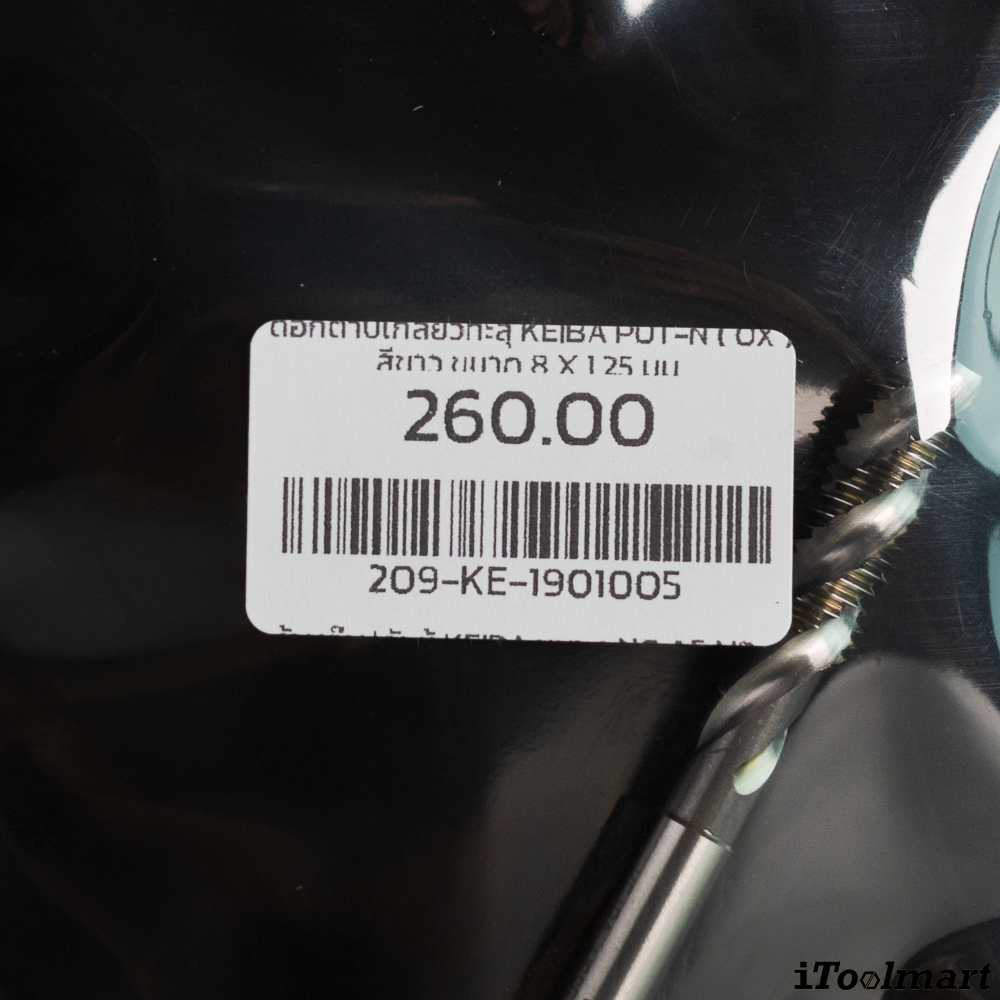 ดอกต๊าปเกลียวทะลุ KEIBA POT-N ( OX )
สีขาว ขนาด 8 X 1.25 มม
260.00
209-KE-1901005
KEIBA
iToolmart